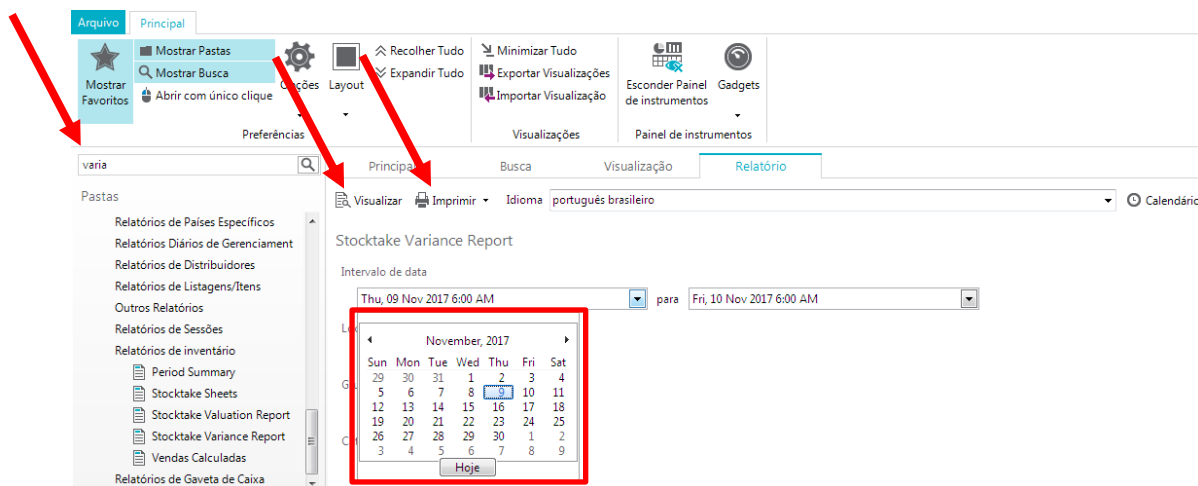 Arquivo
Principal
Mostrar Favoritos
Mostrar Pastas
Mostrar Busca
Abrir com único clique
Opções
Layout
Recolher Tudo
Expandir Tudo
Preferências
Minimizar Tudo
Exportar Visualizações
Importar Visualização
Visualizações
Esconder Painel
de instrumentos
Gadgets
Painel de instrumentos
varia
Pastas
Relatórios de Países Específicos
Relatórios Diários de Gerenciament
Relatórios de Distribuidores
Relatórios de Listagens/Itens
Outros Relatórios
Relatórios de Sessões
Relatórios de inventário
Period Summary
Stocktake Sheets
Stocktake Valuation Report
Stocktake Variance Report
Vendas Calculadas
Relatórios de Gaveta de Caixa
Principal Busca Visualização Relatório
Visualizar Imprimir Idioma português brasileiro Calendário
Stocktake Variance Report
Intervalo de data
Thu, 09 Nov 2017 6:00 AM para Fri, 10 Nov 2017 6:00 AM
November, 2017
Sun Mon Tue Wed Thu Fri Sat
29 30 31 1 2 3 4
5 6 7 8 9 10 11
12 13 14 15 16 17 18
19 20 21 22 23 24 25
26 27 28 29 30 1 2
3 4 5 6 7 8 9
Hoje